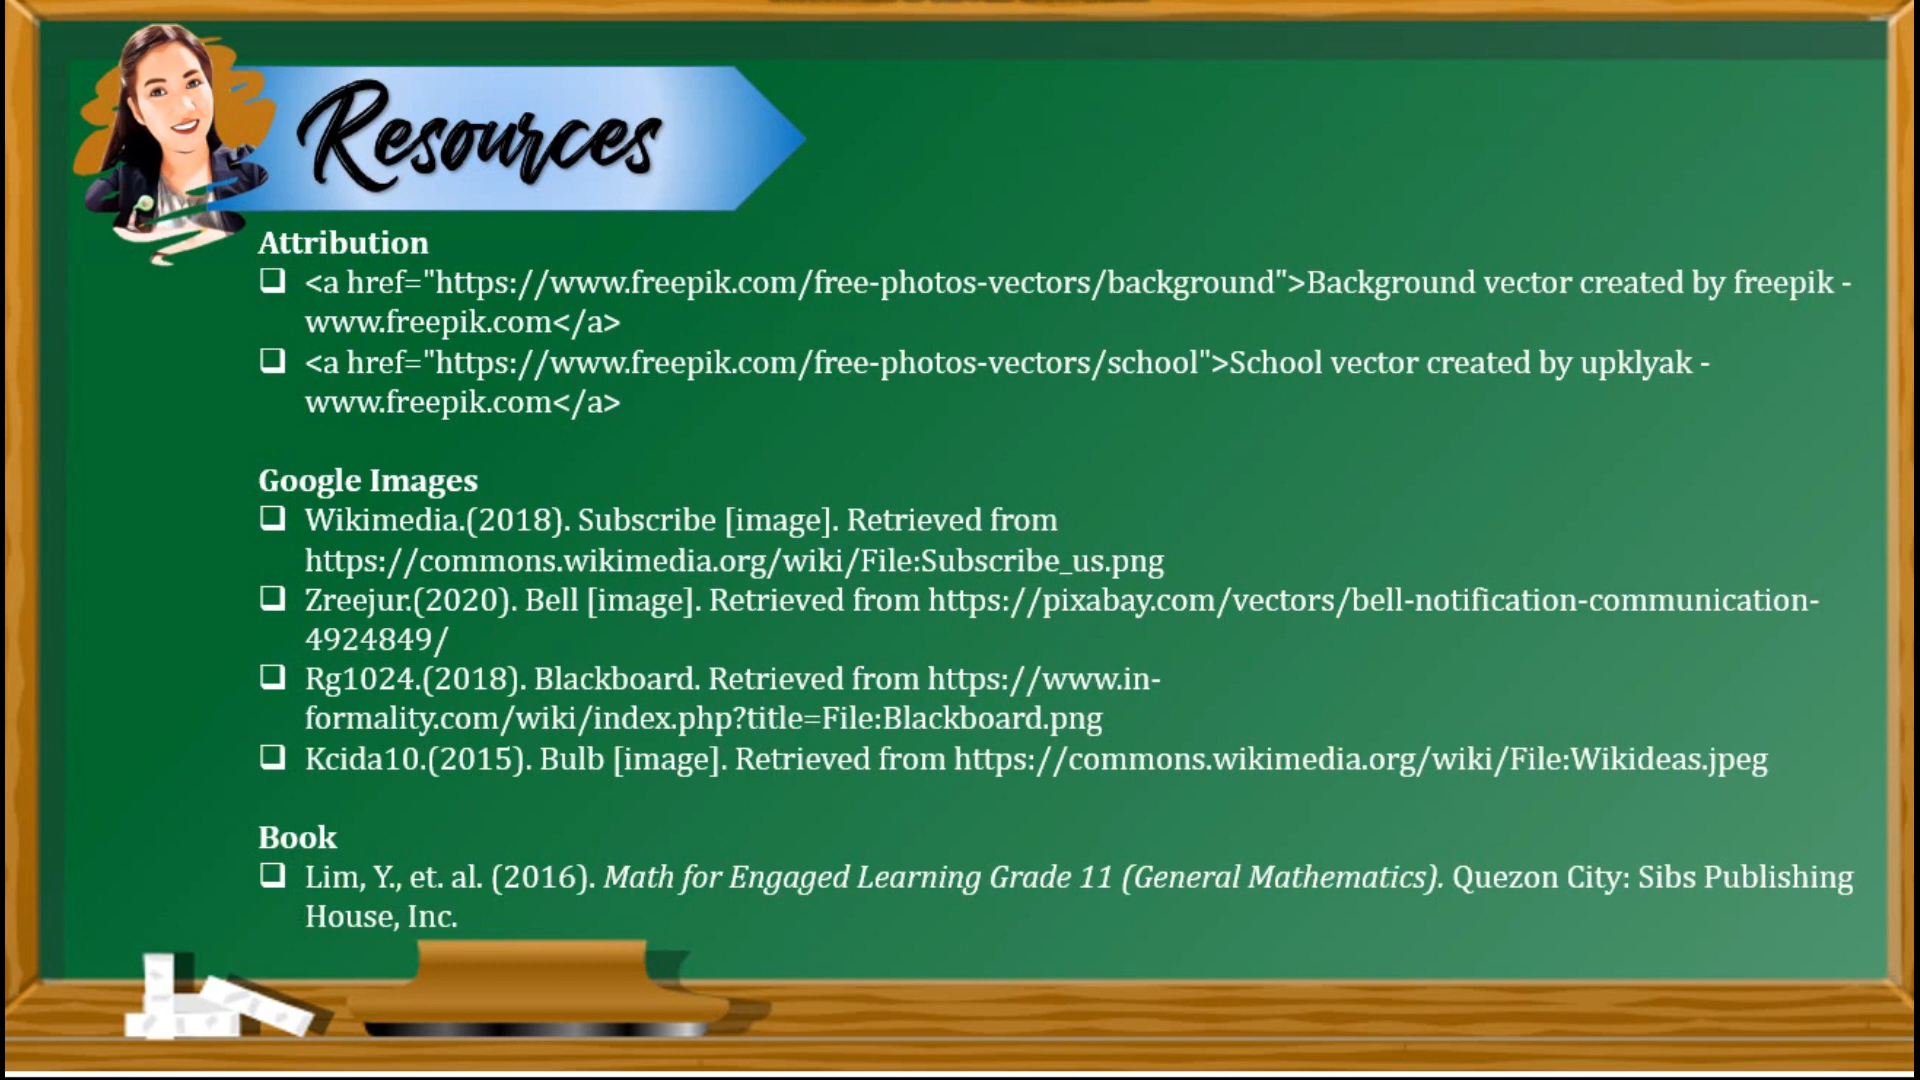 Resources
Attribution
❑ <a href="https://www.freepik.com/free-photos-vectors/background">Background vector created by freepik -
www.freepik.com</a>
❑ <a href="https://www.freepik.com/free-photos-vectors/school">School vector created by upklyak -
www.freepik.com</a>
Google Images
❑ Wikimedia.(2018). Subscribe [image]. Retrieved from
https://commons.wikimedia.org/wiki/File:Subscribe_us.png
❑ Zreejur.(2020). Bell [image]. Retrieved from https://pixabay.com/vectors/bell-notification-communication-
4924849/
❑ Rg1024.(2018). Blackboard. Retrieved from https://www.in-
formality.com/wiki/index.php?title=File:Blackboard.png
❑ Kcida10.(2015). Bulb [image]. Retrieved from https://commons.wikimedia.org/wiki/File:Wikideas.jpeg
Book
❑ Lim, Y., et. al. (2016). Math for Engaged Learning Grade 11 (General Mathematics). Quezon City: Sibs Publishing
House, Inc.